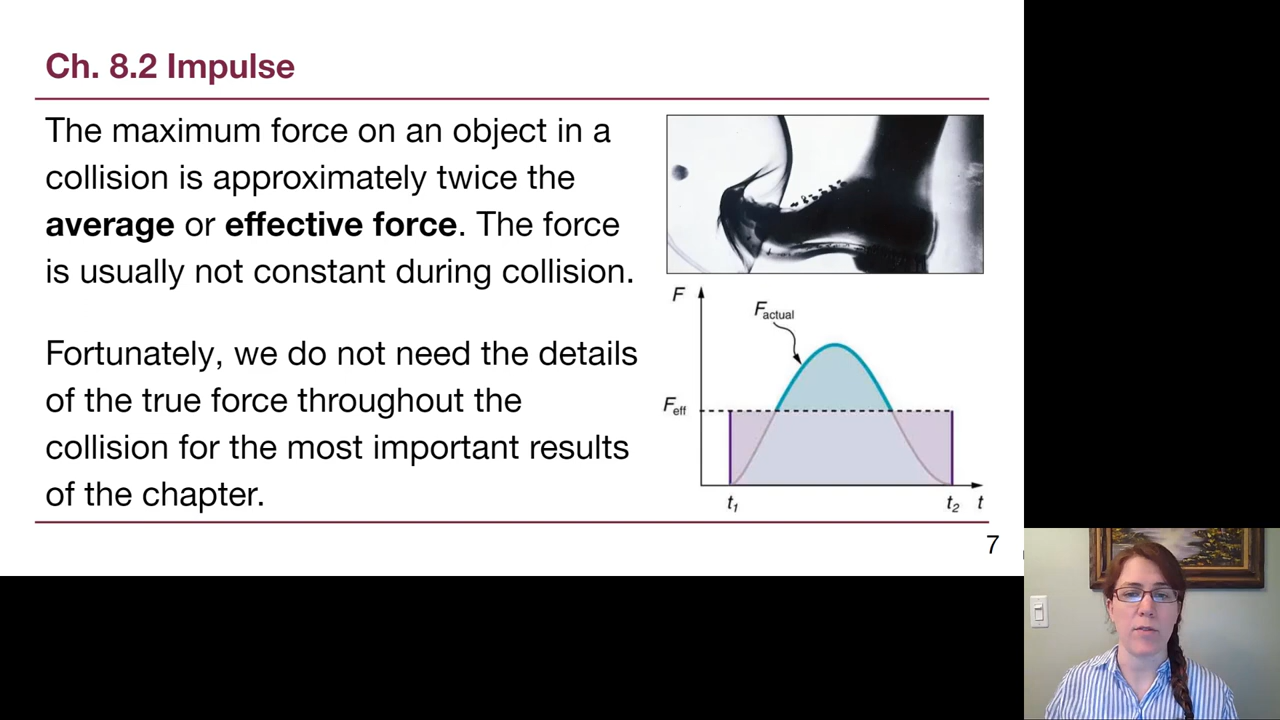 Ch. 8.2 Impulse
The maximum force on an object in a
collision is approximately twice the
average or effective force. The force
is usually not constant during collision.
Fortunately, we do not need the details
of the true force throughout the
collision for the most important results
of the chapter.
F
Factual
Feff
t1
t2
t
7